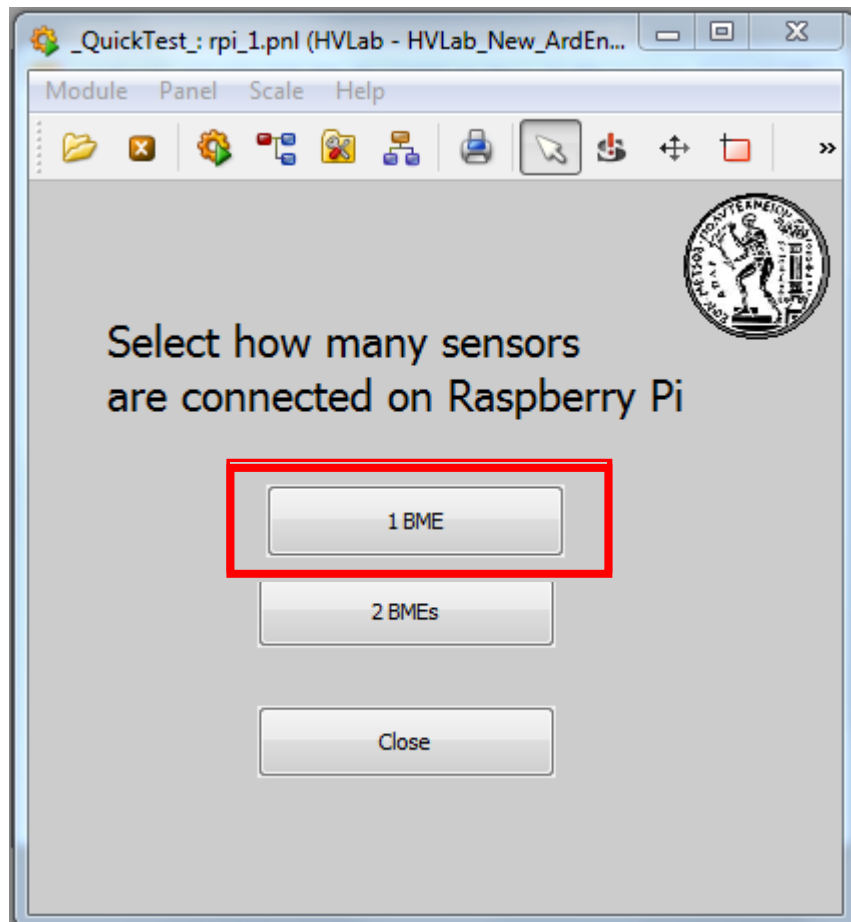 _QuickTest_: rpi_1.pnl (HVLab - HVLab_New_ArdEn...
Module Panel Scale Help
»
Select how many sensors
are connected on Raspberry Pi
1 BME
2 BMEs
Close